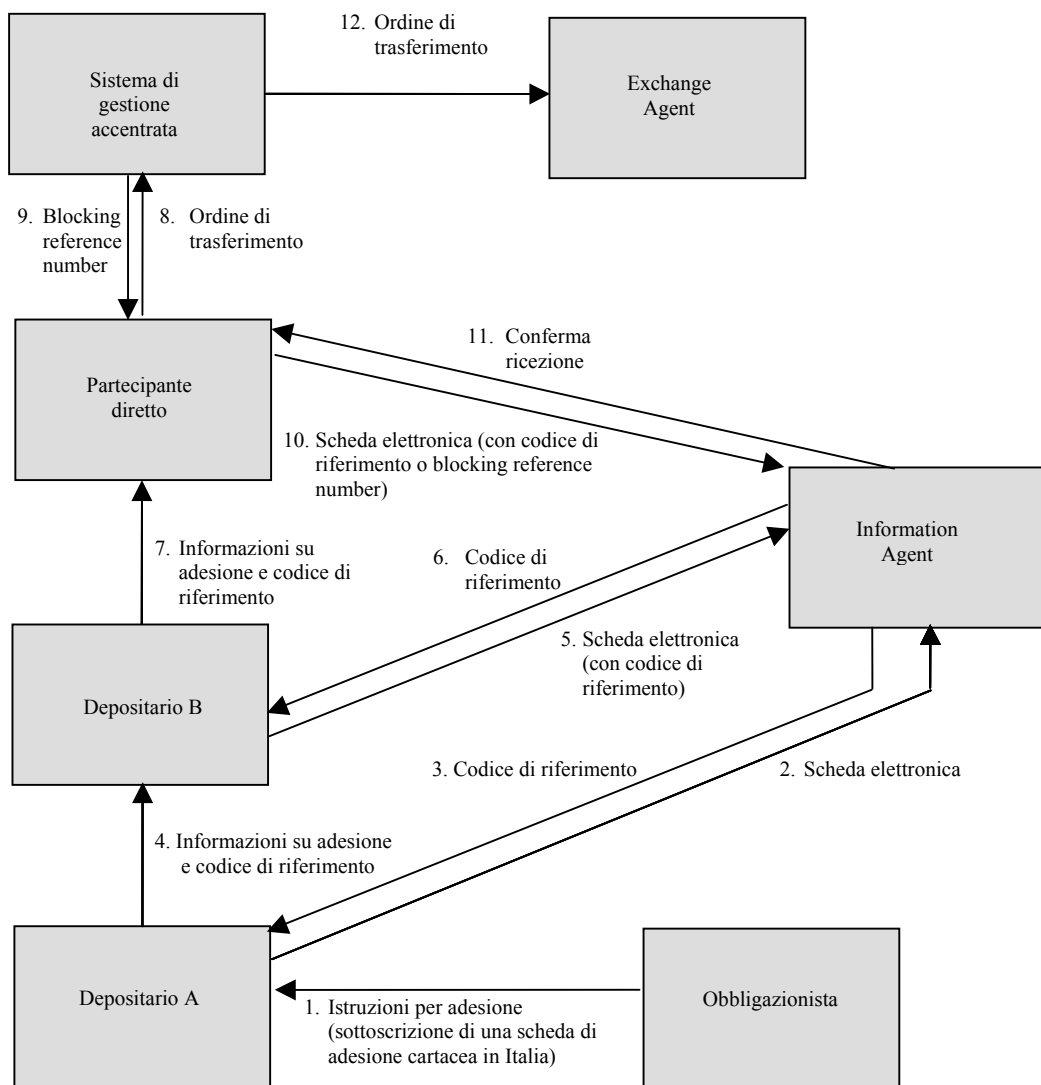 12. Ordine di
trasferimento
Sistema di
gestione
accentrata
Exchange
Agent
9. Blocking
reference
number
8. Ordine di
trasferimento
11. Conferma
ricezione
Partecipante
diretto
10. Scheda elettronica (con codice di
riferimento o blocking reference
number)
Information
Agent
7. Informazioni su
adesione e codice di
riferimento
6. Codice di
riferimento
5. Scheda elettronica
(con codice di
riferimento)
Depositario B
3. Codice di riferimento
2. Scheda elettronica
4. Informazioni su adesione
e codice di riferimento
Depositario A
Obbligazionista
1. Istruzioni per adesione
(sottoscrizione di una scheda di
adesione cartacea in Italia)